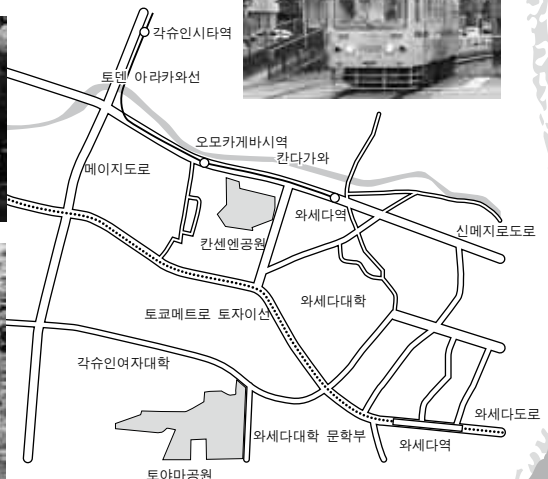 각슈인시타역
토덴 아라카와선
오모카게바시역
칸다가와
메이지도로
와세다역
신메지로도로
칸센엔공원
와세다대학
토쿄메트로 토자이선
각슈인여자대학
와세다도로
와세다대학 문학부
와세다역
토야마공원